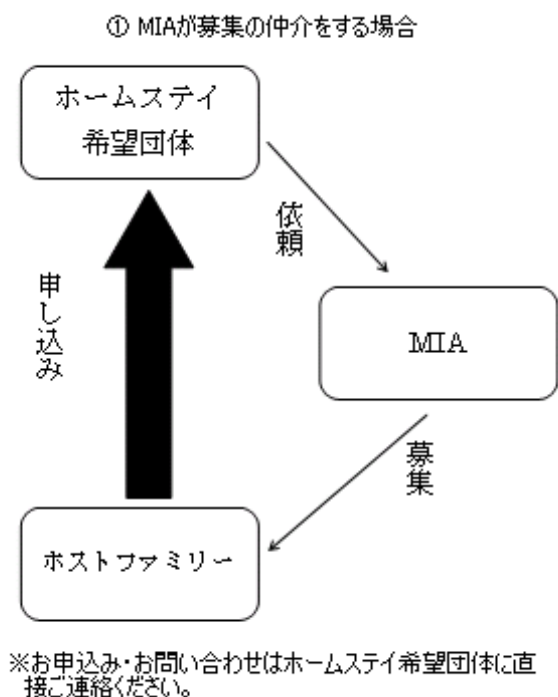 ① MIAが募集の仲介をする場合
ホームステイ
希望団体
依頼
申し込み
MIA
募集
ホストファミリー
※お申込み・お問い合わせはホームステイ希望団体に直
接ご連絡ください。